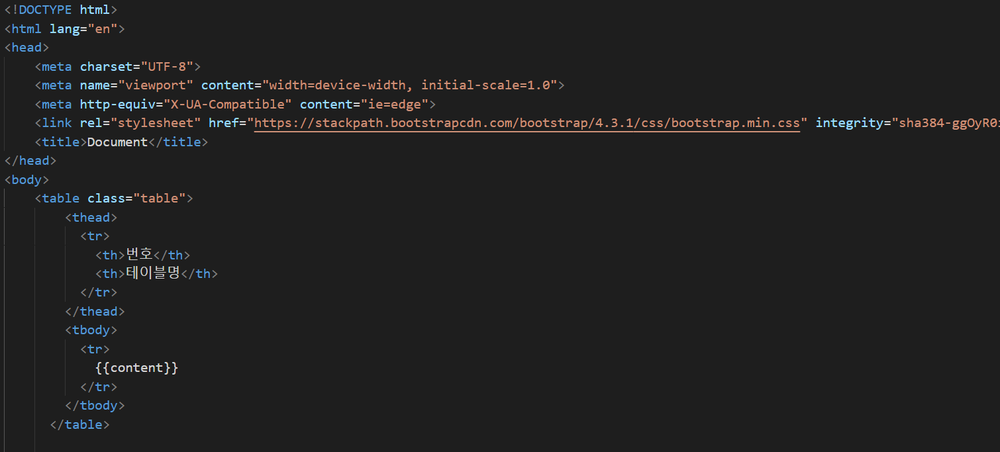 <!DOCTYPE html>
<html lang="en">
<head>
    <meta charset="UTF-8">
    <meta name="viewport" content="width=device-width, initial-scale=1.0">
    <meta http-equiv="X-UA-Compatible" content="ie=edge">
    <link rel="stylesheet" href="https://stackpath.bootstrapcdn.com/bootstrap/4.3.1/css/bootstrap.min.css" integrity="sha384-ggOyR0i
    <title>Document</title>
</head>
<body>
    <table class="table">
        <thead>
          <tr>
            <th>번호</th>
            <th>테이블명</th>
          </tr>
        </thead>
        <tbody>
          <tr>
            {{content}}
          </tr>
        </tbody>
      </table>